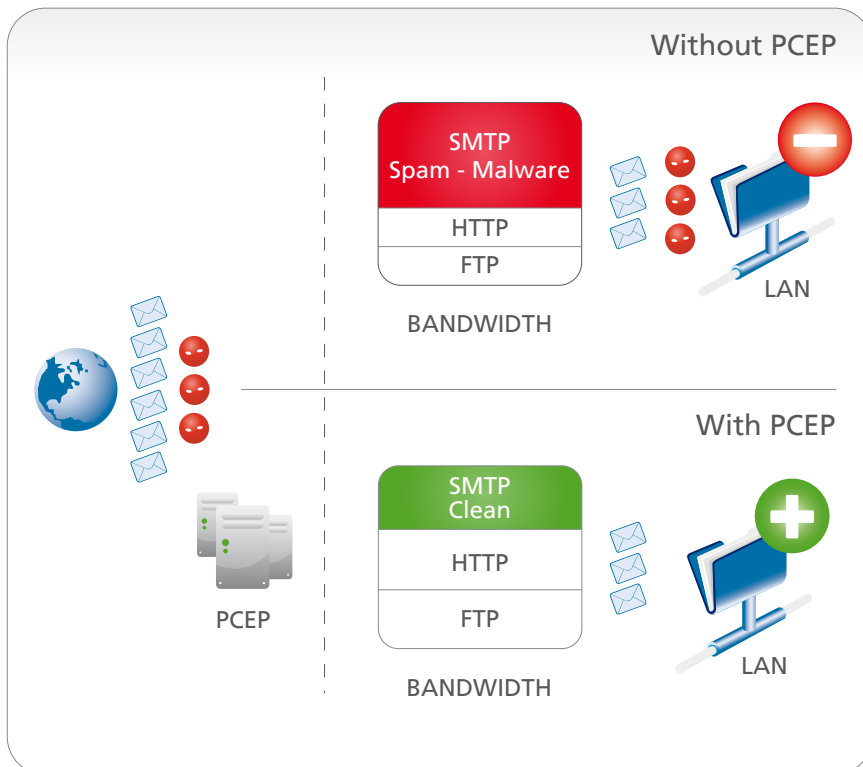 Without PCEP
SMTP
Spam - Malware
HTTP
FTP
BANDWIDTH
LAN
With PCEP
SMTP
Clean
HTTP
FTP
BANDWIDTH
LAN
PCEP